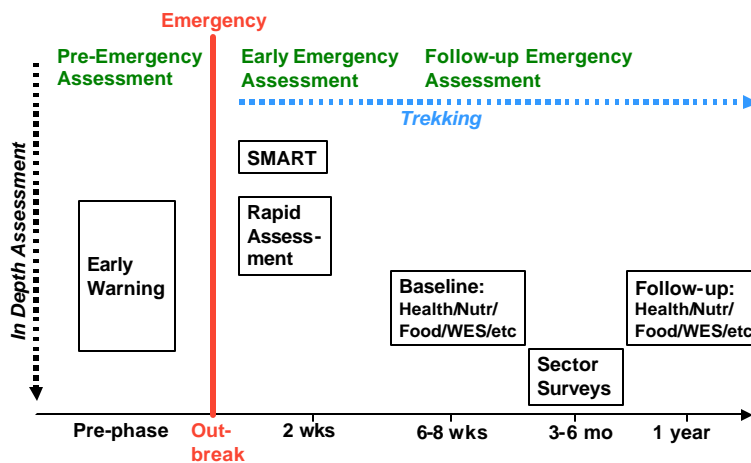 Emergency
Pre-Emergency
Assessment
Early Emergency
Assessment
Follow-up Emergency
Assessment
Trekking
In Depth Assessment
SMART
Rapid
Assess-
ment
Early
Warning
Baseline:
Health/Nutr/
Food/WES/etc
Follow-up:
Health/Nutr/
Food/WES/etc
Sector
Surveys
Pre-phase
Out-
break
2 wks
6-8 wks
3-6 mo
1 year